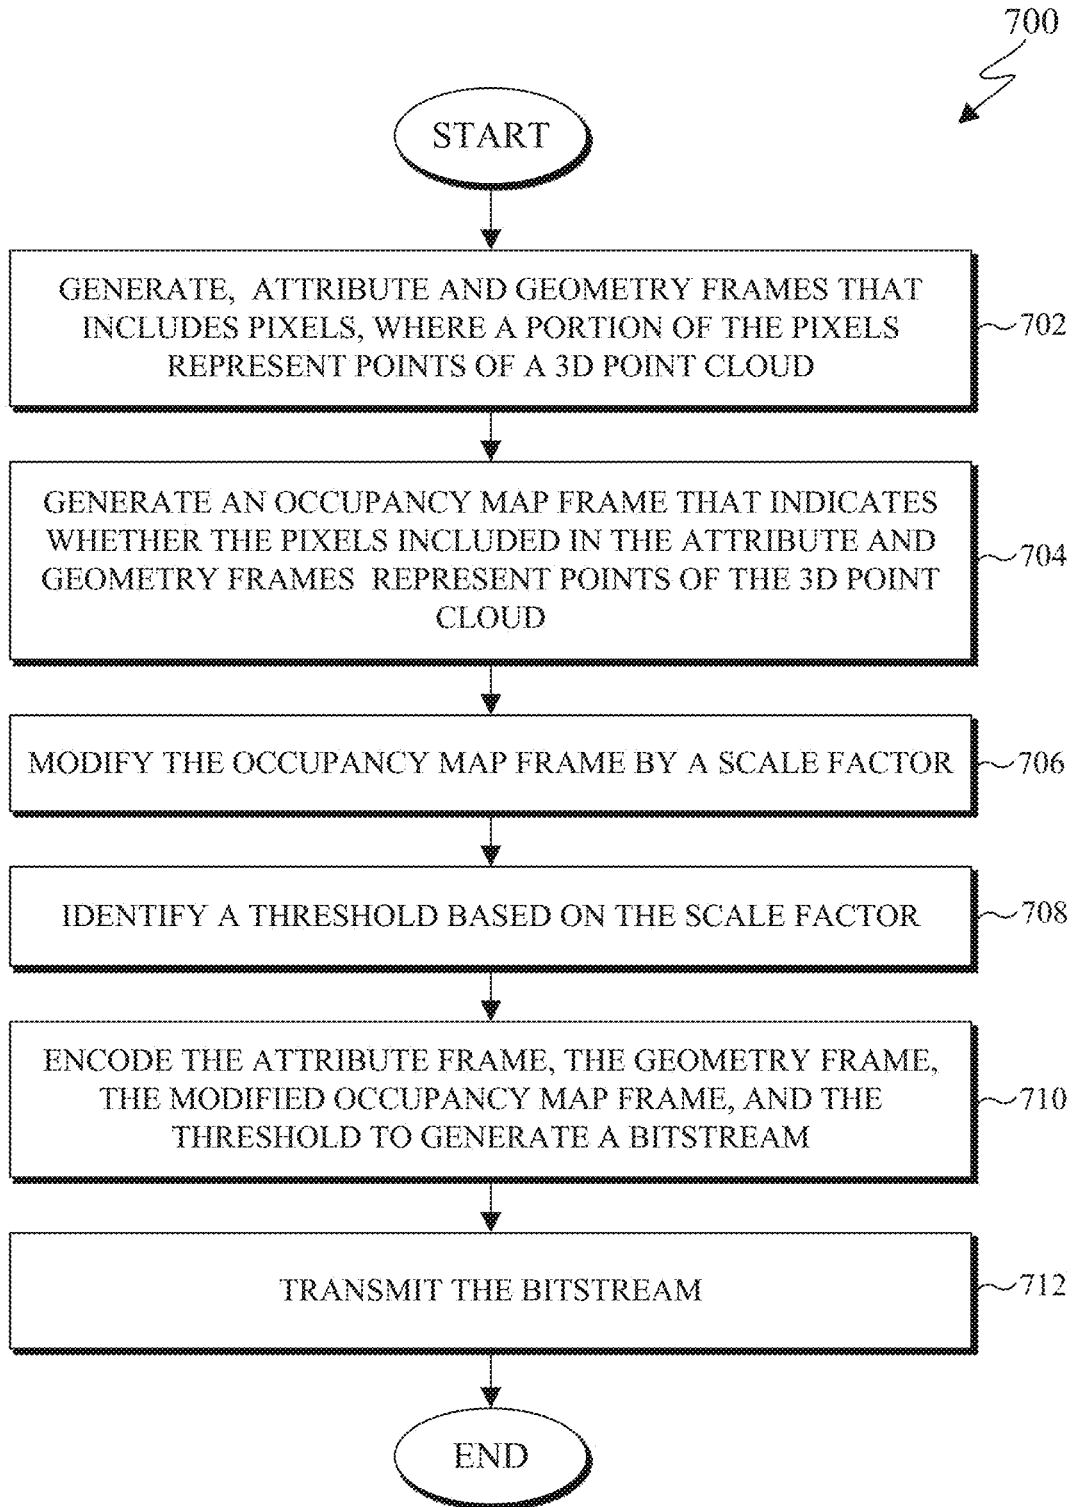 700
START
GENERATE, ATTRIBUTE AND GEOMETRY FRAMES THAT
INCLUDES PIXELS, WHERE A PORTION OF THE PIXELS
REPRESENT POINTS OF A 3D POINT CLOUD
702
GENERATE AN OCCUPANCY MAP FRAME THAT INDICATES
WHETHER THE PIXELS INCLUDED IN THE ATTRIBUTE AND
GEOMETRY FRAMES REPRESENT POINTS OF THE 3D POINT
CLOUD
704
MODIFY THE OCCUPANCY MAP FRAME BY A SCALE FACTOR
706
IDENTIFY A THRESHOLD BASED ON THE SCALE FACTOR
708
ENCODE THE ATTRIBUTE FRAME, THE GEOMETRY FRAME,
THE MODIFIED OCCUPANCY MAP FRAME, AND THE
THRESHOLD TO GENERATE A BITSTREAM
710
TRANSMIT THE BITSTREAM
712
END